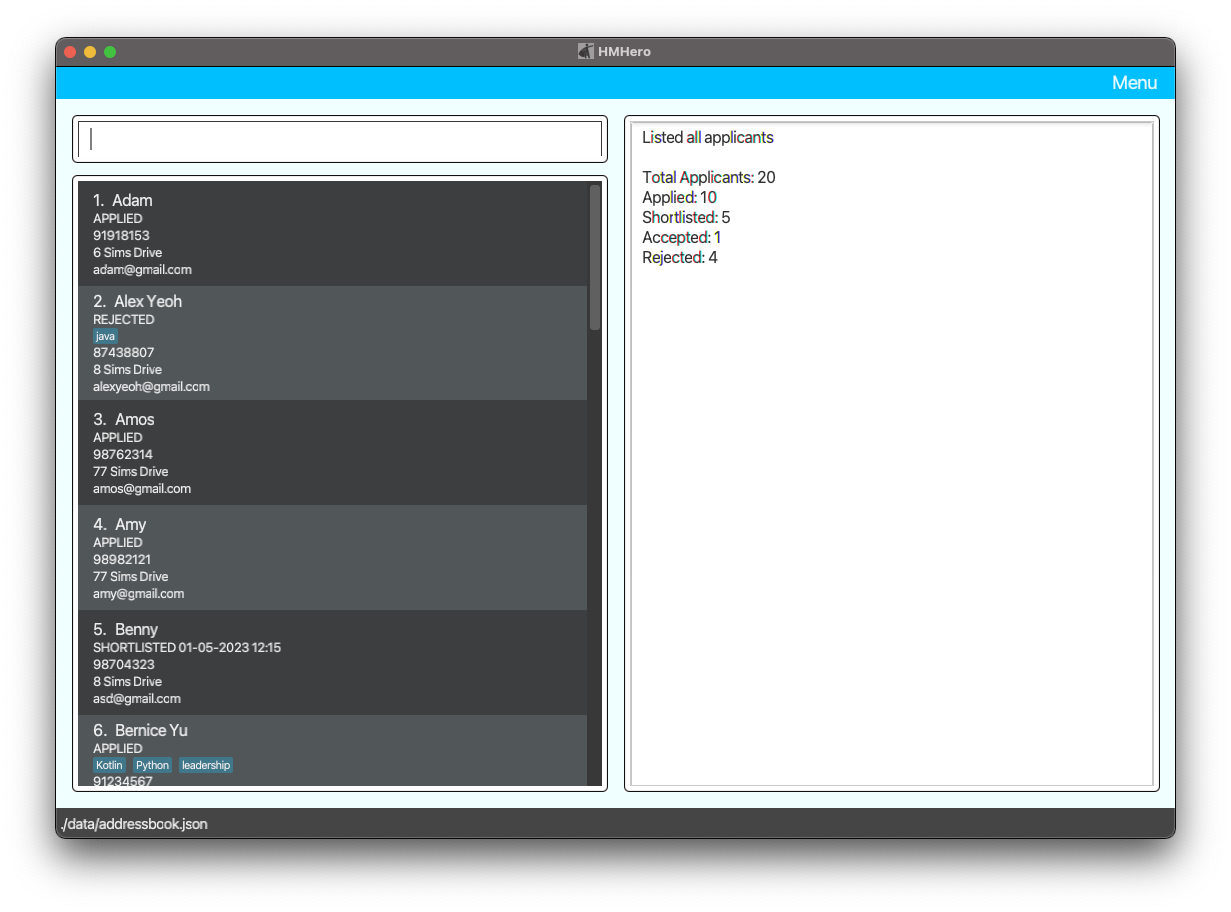 HMHero
Menu
1. Adam
APPLIED
91918153
6 Sims Drive
adam@gmail.com
2. Alex Yeoh
REJECTED
java
87438807
8 Sims Drive
alexyeoh@gmail.com
3. Amos
APPLIED
98762314
77 Sims Drive
amos@gmail.com
4. Amy
APPLIED
98982121
77 Sims Drive
amy@gmail.com
5. Benny
SHORTLISTED 01-05-2023 12:15
98704323
8 Sims Drive
asd@gmail.com
6. Bernice Yu
APPLIED
Kotlin Python leadership
91234567
Listed all applicants
Total Applicants: 20
Applied: 10
Shortlisted: 5
Accepted: 1
Rejected: 4
./data/addressbook.json